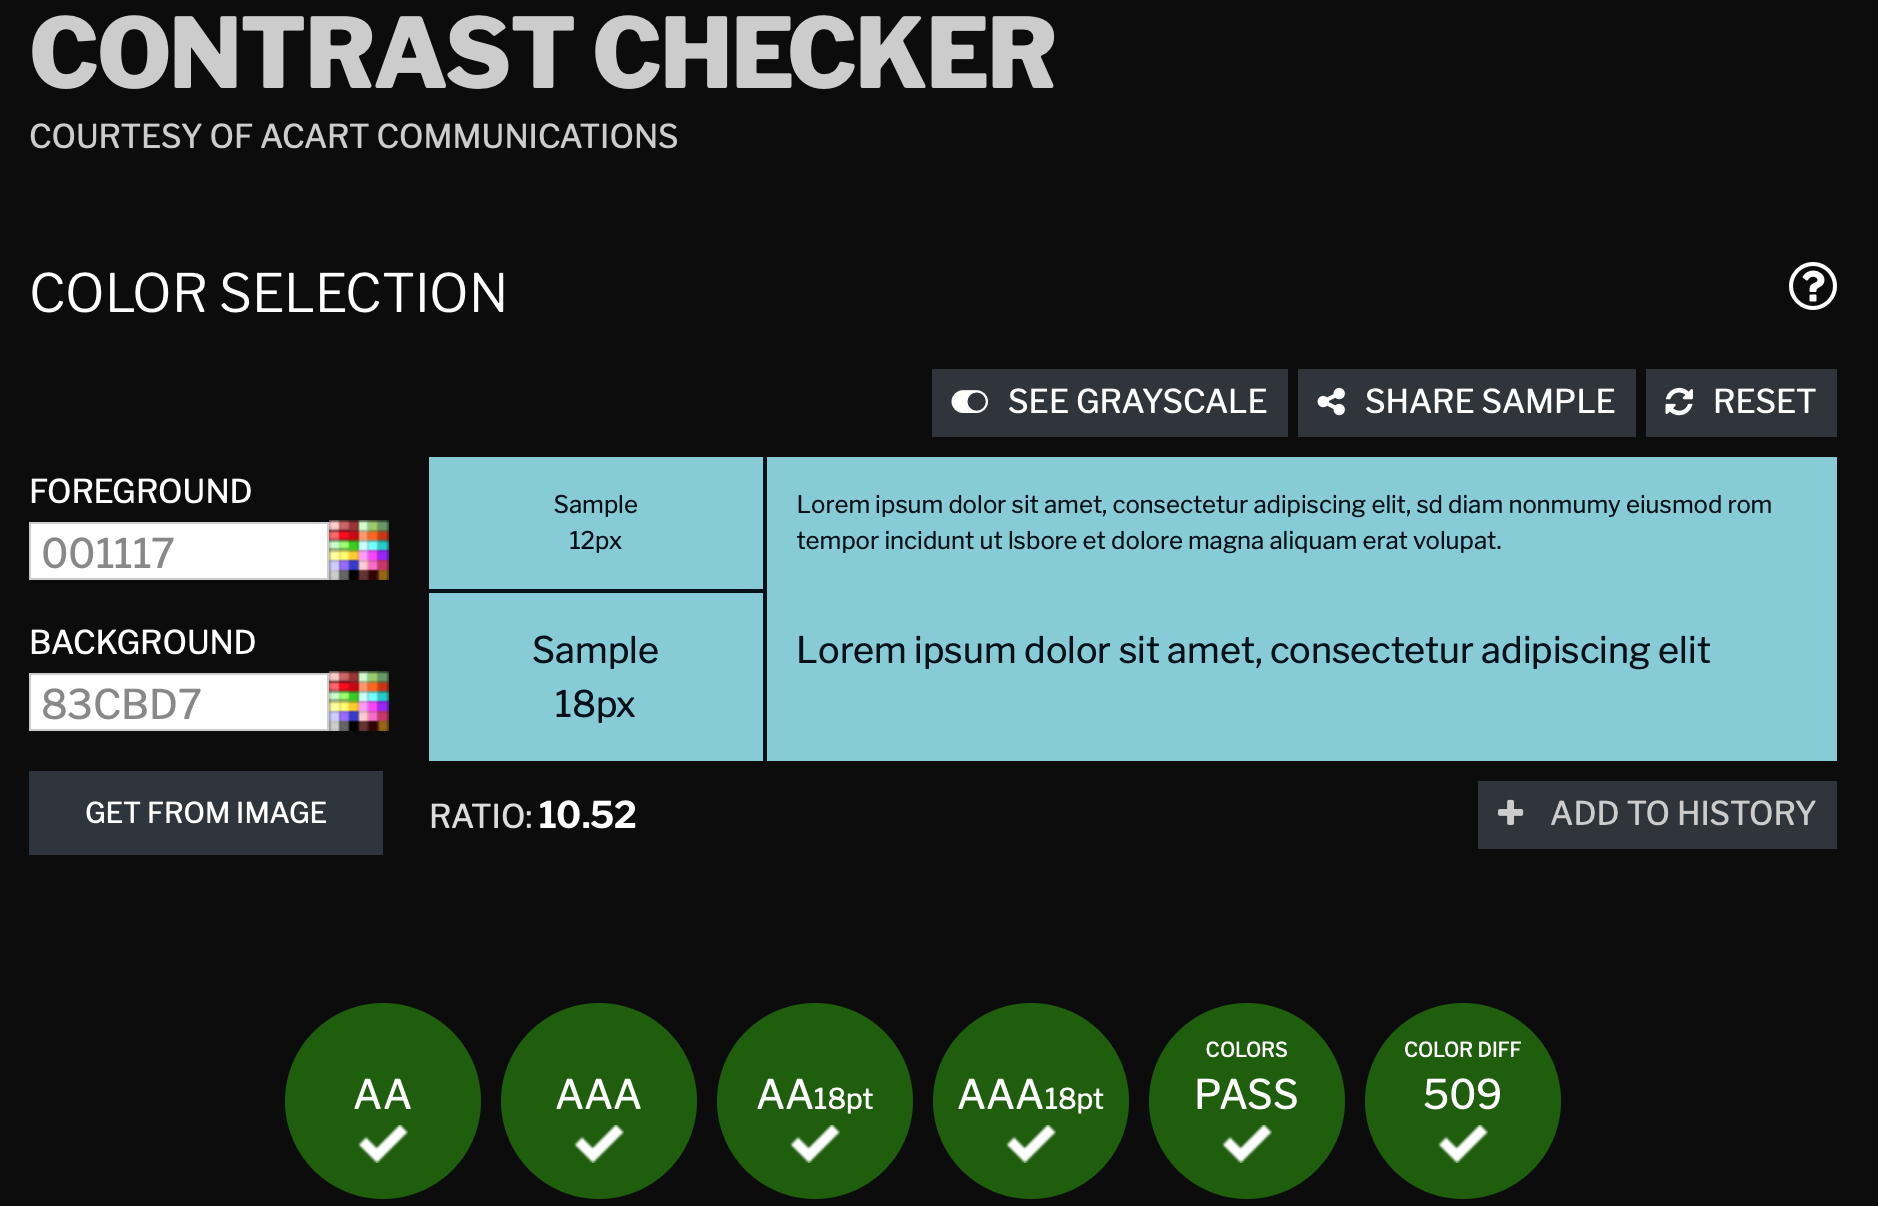 CONTRAST CHECKER
COURTESY OF ACART COMMUNICATIONS
COLOR SELECTION
SEE GRAYSCALE
SHARE SAMPLE
RESET
FOREGROUND
001117
BACKGROUND
83CBD7
GET FROM IMAGE
Sample
12px
Lorem ipsum dolor sit amet, consectetur adipiscing elit, sd diam nonmumy eiusmod rom
tempor incidunt ut lsbore et dolore magna aliquam erat volupat.
Sample
18px
Lorem ipsum dolor sit amet, consectetur adipiscing elit
RATIO: 10.52
ADD TO HISTORY
AA
AAA
AA18pt
AAA18pt
COLORS
PASS
COLOR DIFF
509